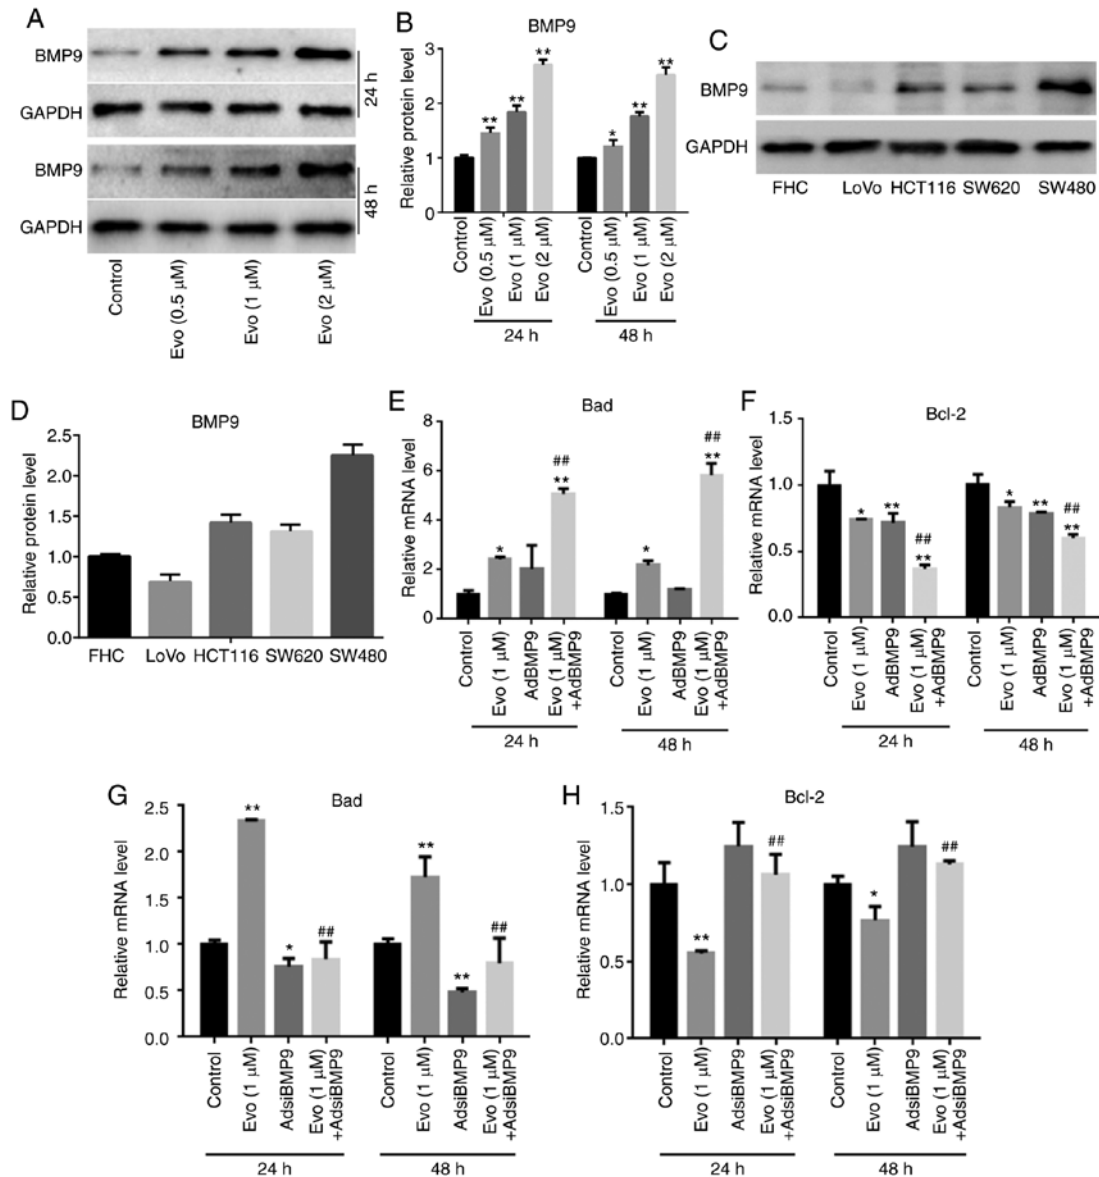 A
BMP9
GAPDH
24 h
BMP9
GAPDH
48 h
Control
Evo (0.5 μM)
Evo (1 μM)
Evo (2 μM)
B
BMP9
Relative protein level
3
2
1
0
Control
Evo (0.5 μM)
Evo (1 μM)
Evo (2 μM)
Control
Evo (0.5 μM)
Evo (1 μM)
Evo (2 μM)
24 h
48 h
** ** ** * ** **
C
BMP9
GAPDH
FHC LoVo HCT116 SW620 SW480
D
BMP9
Relative protein level
2.5
2.0
1.5
1.0
0.5
0.0
FHC LoVo HCT116 SW620 SW480
E
Bad
Relative mRNA level
8
6
4
2
0
*
##
**
*
##
**
Control
Evo (1 μM)
AdBMP9
Evo (1 μM)
+AdBMP9
Control
Evo (1 μM)
AdBMP9
Evo (1 μM)
+AdBMP9
24 h
48 h
F
Bcl-2
Relative mRNA level
1.5
1.0
0.5
0.0
*
**
##
**
*
**
##
**
Control
Evo (1 μM)
AdBMP9
Evo (1 μM)
+AdBMP9
Control
Evo (1 μM)
AdBMP9
Evo (1 μM)
+AdBMP9
24 h
48 h
G
Bad
Relative mRNA level
2.5
2.0
1.5
1.0
0.5
0.0
**
*
##
**
**
##
Control
Evo (1 μM)
AdsiBMP9
Evo (1 μM)
+AdsiBMP9
Control
Evo (1 μM)
AdsiBMP9
Evo (1 μM)
+AdsiBMP9
24 h
48 h
H
Bcl-2
Relative mRNA level
1.5
1.0
0.5
0.0
**
##
*
##
Control
Evo (1 μM)
AdsiBMP9
Evo (1 μM)
+AdsiBMP9
Control
Evo (1 μM)
AdsiBMP9
Evo (1 μM)
+AdsiBMP9
24 h
48 h